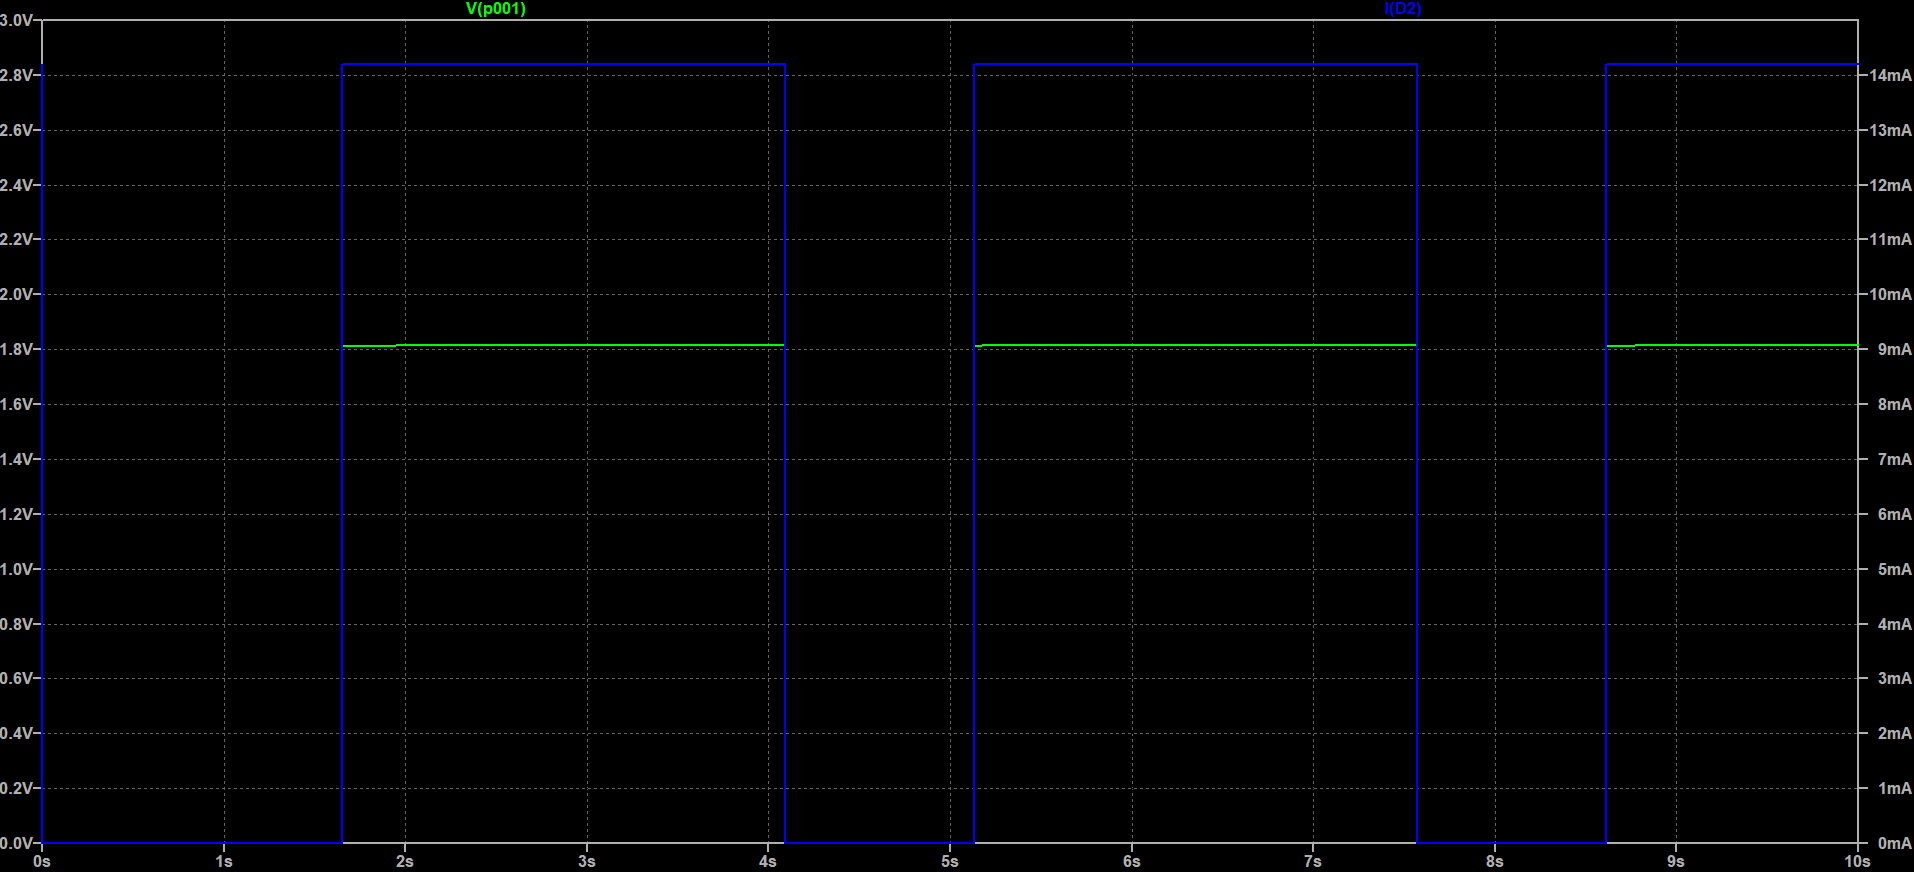 V(p001) I(D2)
3.0V
2.8V 14mA
2.6V 13mA
2.4V 12mA
2.2V 11mA
2.0V 10mA
1.8V 9mA
1.6V 8mA
1.4V 7mA
1.2V 6mA
1.0V 5mA
0.8V 4mA
0.6V 3mA
0.4V 2mA
0.2V 1mA
0.0V 0mA
0s 1s 2s 3s 4s 5s 6s 7s 8s 9s 10s